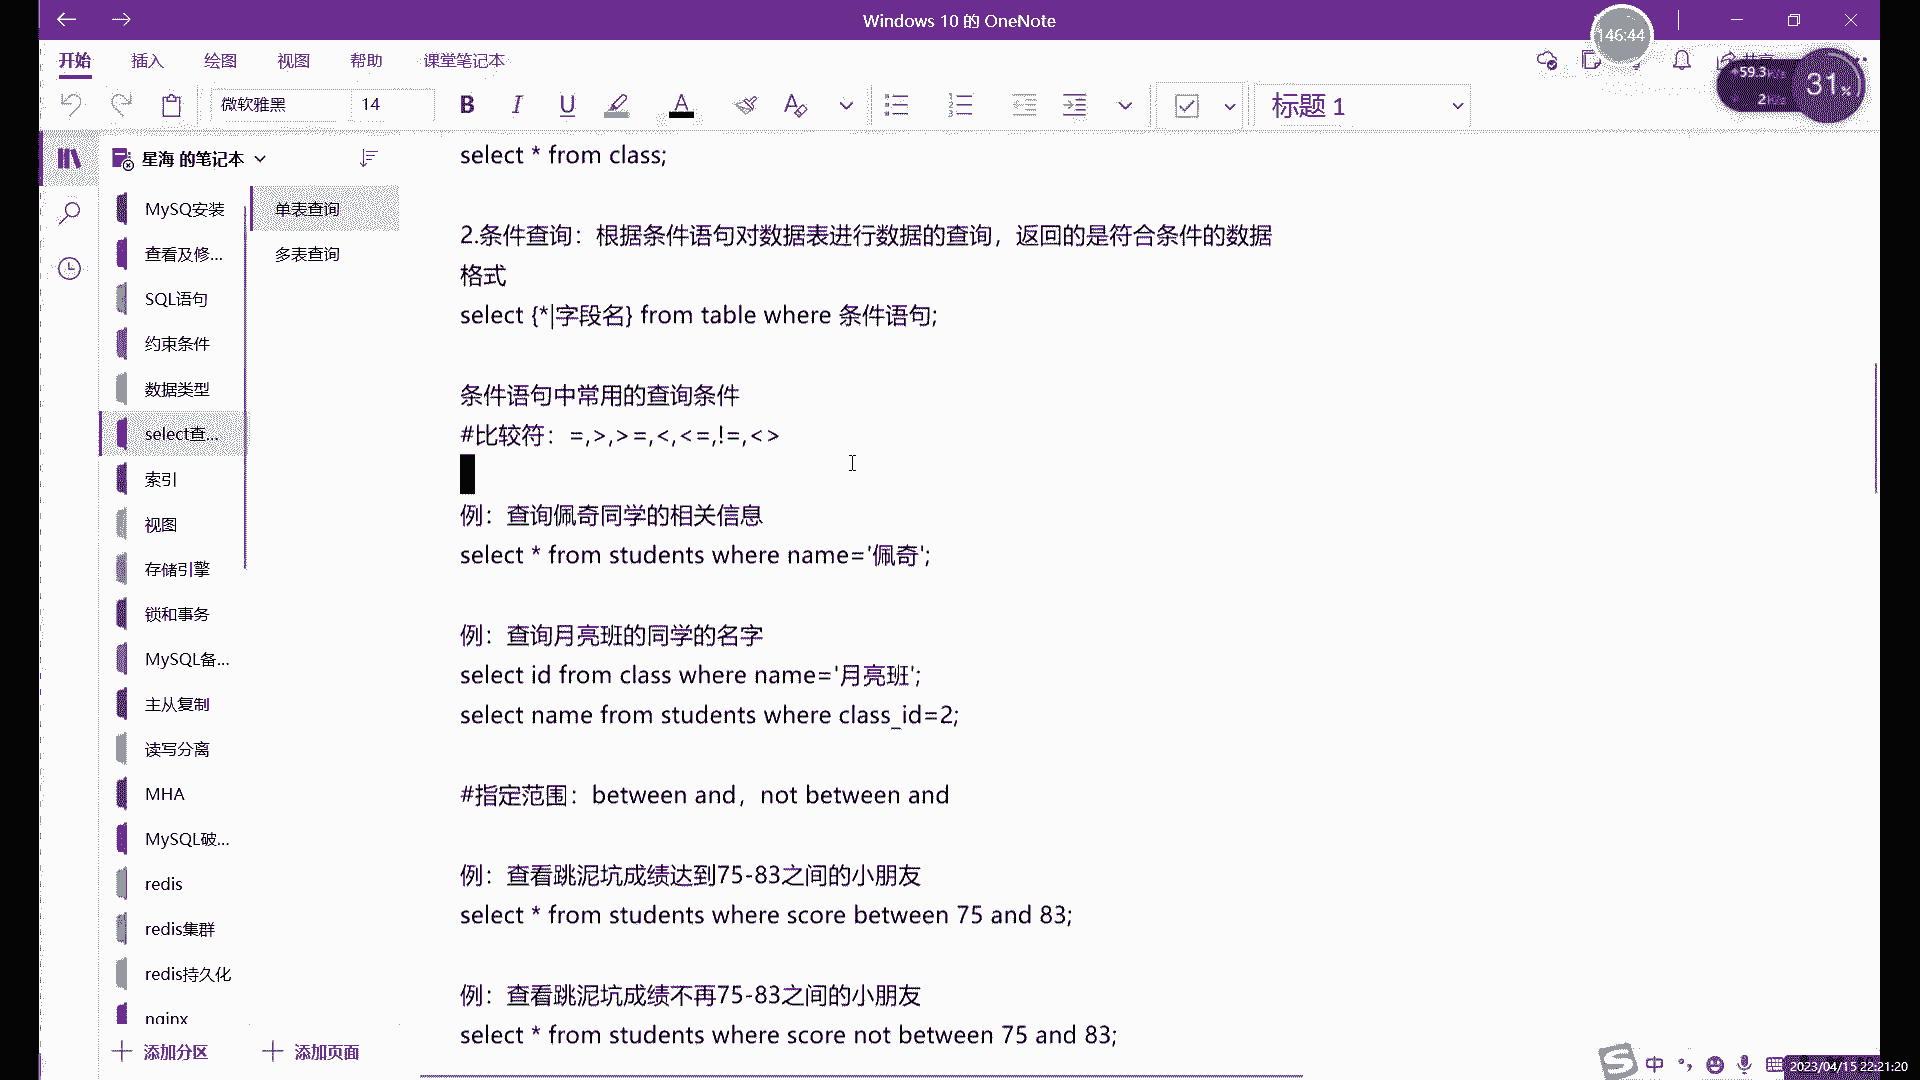 Windows 10 的 OneNote
146:44
开始
插入
绘图
视图
帮助
课堂笔记本
+59.3
31%
微软雅黑
14
B
I
U
A
标题 1
星海 的笔记本
MySQ安装
查看及修...
SQL语句
约束条件
数据类型
select查...
索引
视图
存储引擎
锁和事务
MySQL备...
主从复制
读写分离
MHA
MySQL破...
redis
redis集群
redis持久化
nginx
添加分区
单表查询
多表查询
添加页面
select * from class;
2.条件查询：根据条件语句对数据表进行数据的查询，返回的是符合条件的数据
格式
select {*|字段名} from table where 条件语句;
条件语句中常用的查询条件
#比较符：=,>,>=,<,<=,!=,<>
例：查询佩奇同学的相关信息
select * from students where name='佩奇';
例：查询月亮班的同学的名字
select id from class where name='月亮班';
select name from students where class_id=2;
#指定范围：between and，not between and
例：查看跳泥坑成绩达到75-83之间的小朋友
select * from students where score between 75 and 83;
例：查看跳泥坑成绩不再75-83之间的小朋友
select * from students where score not between 75 and 83;
中
2023/04/15 22:21:20